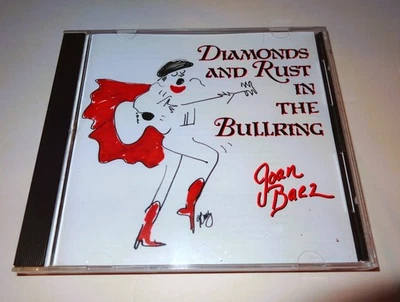 DIAMONDS
AND RUST
IN
THE
BULLRING
Joan
Baez